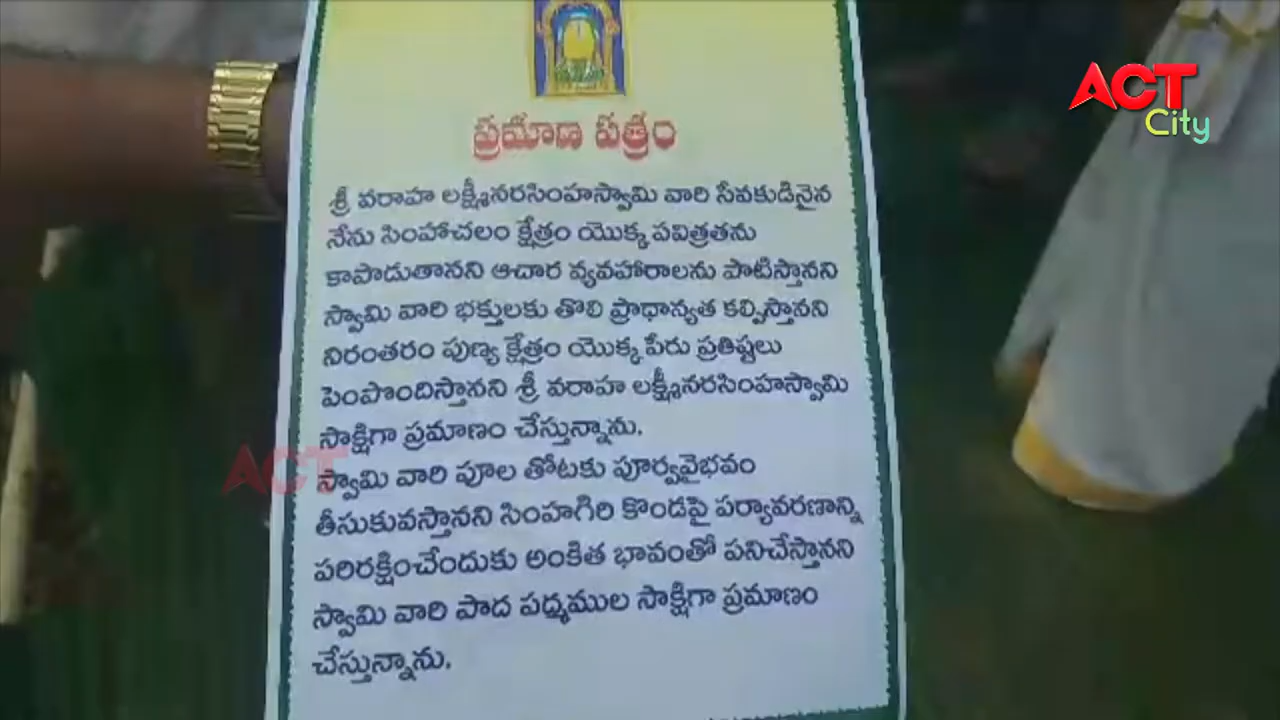 ACT
City
ప్రమాణ పత్రం
శ్రీ వరాహ లక్ష్మీనరసింహస్వామి వారి సేవకుడినైన
నేను సింహాచలం క్షేత్రం యొక్క పవిత్రతను
కాపాడుతానని ఆచార వ్యవహారాలను పాటిస్తానని
స్వామి వారి భక్తులకు తొలి ప్రాధాన్యత కల్పిస్తానని
నిరంతరం పుణ్య క్షేత్రం యొక్క పేరు ప్రతిష్టలు
పెంపొందిస్తానని శ్రీ వరాహ లక్ష్మీనరసింహస్వామి
సాక్షిగా ప్రమాణం చేస్తున్నాను.
ACT
స్వామి వారి పూల తోటకు పూర్వవైభవం
తీసుకువస్తానని సింహగిరి కొండపై పర్యావరణాన్ని
పరిరక్షించేందుకు అంకిత భావంతో పనిచేస్తానని
స్వామి వారి పాద పద్మముల సాక్షిగా ప్రమాణం
చేస్తున్నాను.